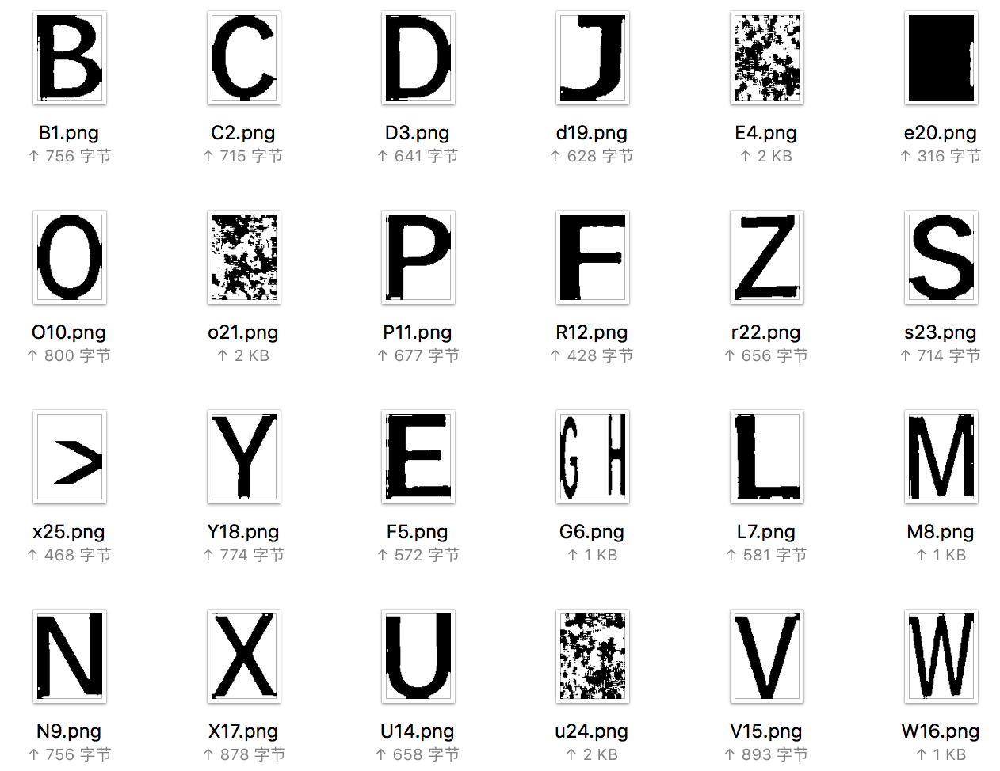 B C D J
B1.png C2.png D3.png d19.png E4.png e20.png
↑ 756 字节 ↑ 715 字节 ↑ 641 字节 ↑ 628 字节 ↑ 2 KB ↑ 316 字节
O P F Z S
O10.png o21.png P11.png R12.png r22.png s23.png
↑ 800 字节 ↑ 2 KB ↑ 677 字节 ↑ 428 字节 ↑ 656 字节 ↑ 714 字节
> Y E G H L M
x25.png Y18.png F5.png G6.png L7.png M8.png
↑ 468 字节 ↑ 774 字节 ↑ 572 字节 ↑ 1 KB ↑ 581 字节 ↑ 1 KB
N X U V W
N9.png X17.png U14.png u24.png V15.png W16.png
↑ 756 字节 ↑ 878 字节 ↑ 658 字节 ↑ 2 KB ↑ 893 字节 ↑ 1 KB